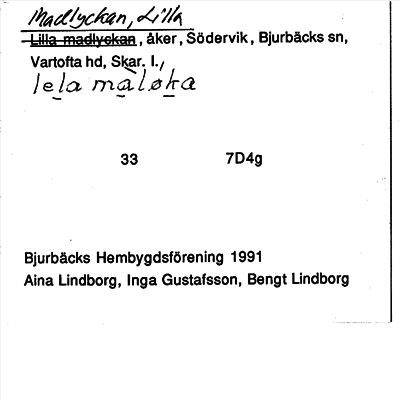 Madlyckan, Lilla
Lilla madlyckan, åker, Södervik, Bjurbäcks sn,
Vartofta hd, Skar. l.,
lela maløka
33 7D4g
Bjurbäcks Hembygdsförening 1991
Aina Lindborg, Inga Gustafsson, Bengt Lindborg